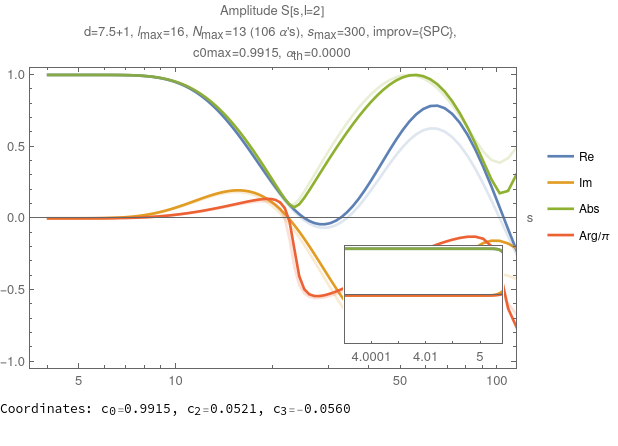 Amplitude S[s,l=2]
d=7.5+1, lmax=16, Nmax=13 (106 α's), smax=300, improv={SPC},
c0max=0.9915, αth=0.0000
1.0
0.5
0.0
−0.5
−1.0
s
Re
Im
Abs
Arg/π
4.0001 4.01 5
5 10 50 100
Coordinates: c0=0.9915, c2=0.0521, c3=-0.0560